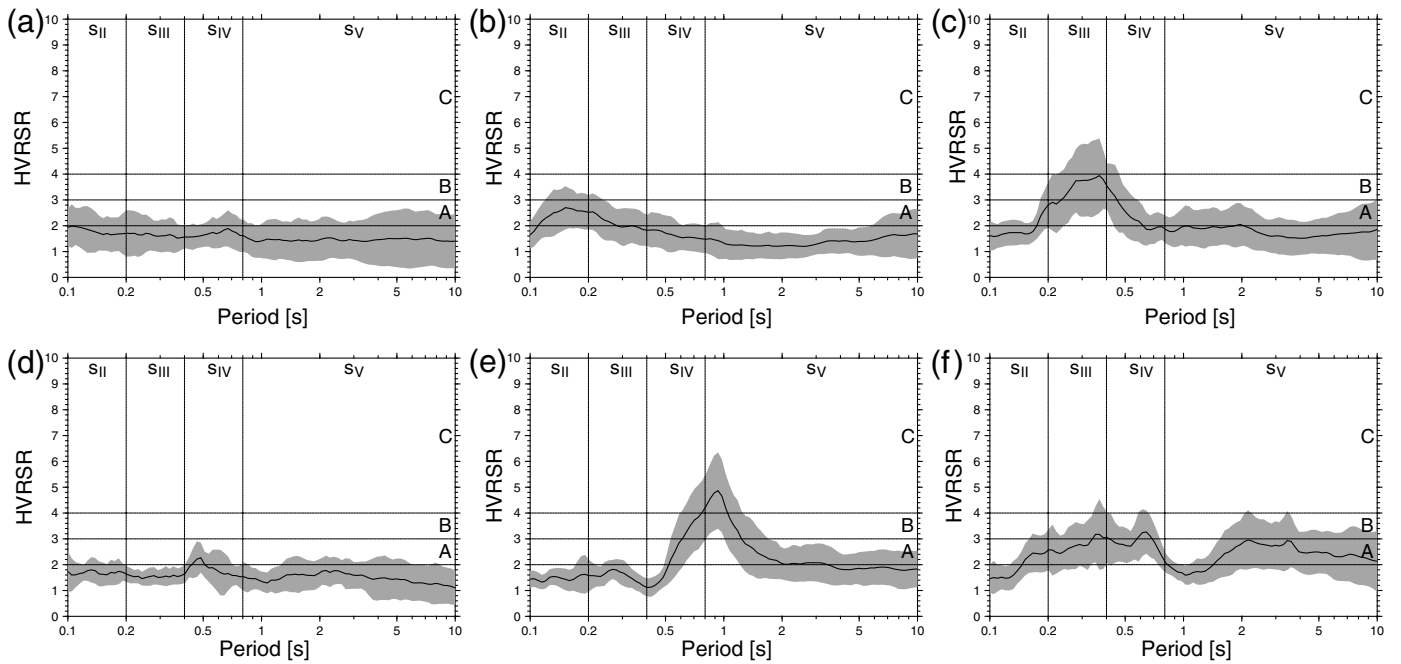 (a)
HVRSR
10
9
8
7
6
5
4
3
2
1
0
s_II s_III s_IV s_V
C
B
A
0.1 0.2 0.5 1 2 5 10
Period [s]
(b)
HVRSR
10
9
8
7
6
5
4
3
2
1
0
s_II s_III s_IV s_V
C
B
A
0.1 0.2 0.5 1 2 5 10
Period [s]
(c)
HVRSR
10
9
8
7
6
5
4
3
2
1
0
s_II s_III s_IV s_V
C
B
A
0.1 0.2 0.5 1 2 5 10
Period [s]
(d)
HVRSR
10
9
8
7
6
5
4
3
2
1
0
s_II s_III s_IV s_V
C
B
A
0.1 0.2 0.5 1 2 5 10
Period [s]
(e)
HVRSR
10
9
8
7
6
5
4
3
2
1
0
s_II s_III s_IV s_V
C
B
A
0.1 0.2 0.5 1 2 5 10
Period [s]
(f)
HVRSR
10
9
8
7
6
5
4
3
2
1
0
s_II s_III s_IV s_V
C
B
A
0.1 0.2 0.5 1 2 5 10
Period [s]